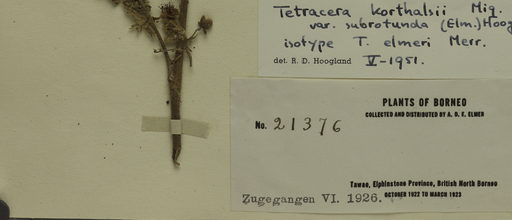 Tetracera korthalsii Miq.
var. subrotunda (Elm.) Hoog
isotype T. elmeri Merr.
det. R. D. Hoogland V-1951.
PLANTS OF BORNEO
COLLECTED AND DISTRIBUTED BY A. D. E. ELMER
No. 21376
Tawao, Elphinstone Province, British North Borneo
OCTOBER 1922 TO MARCH 1923
Zugegangen VI. 1926.